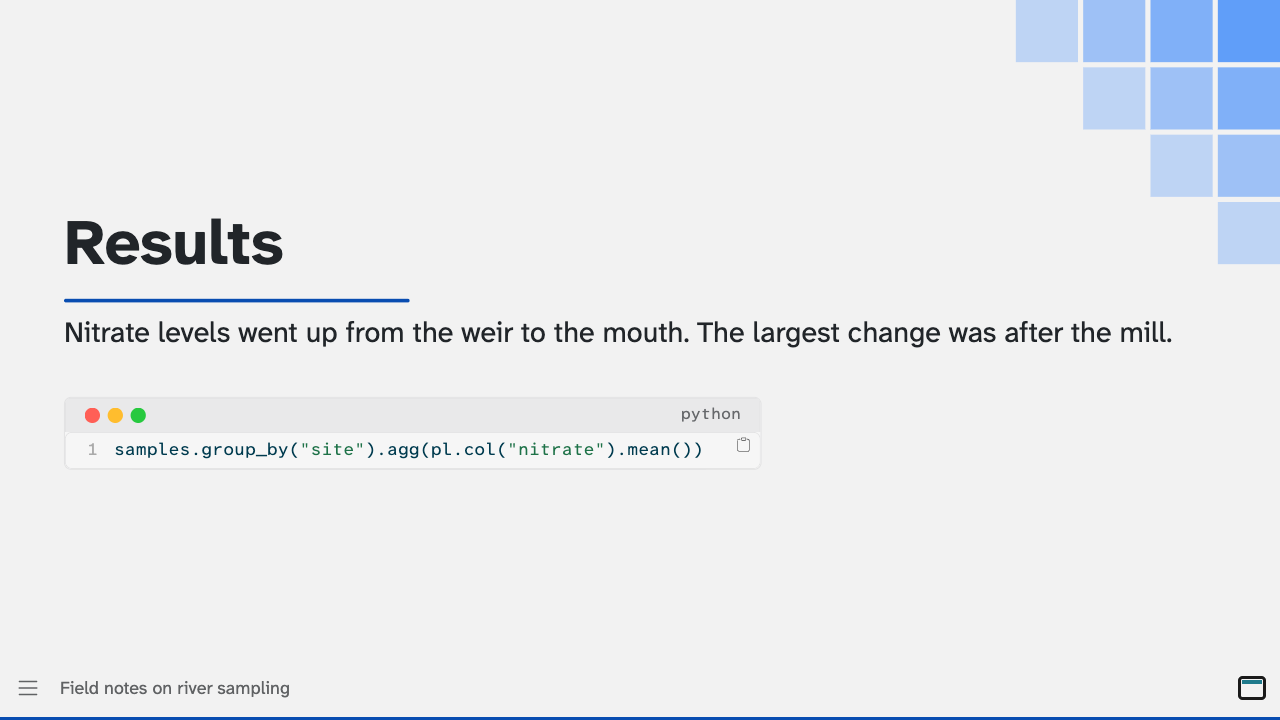 Results
Nitrate levels went up from the weir to the mouth. The largest change was after the mill.
python
1 samples.group_by("site").agg(pl.col("nitrate").mean())
Field notes on river sampling